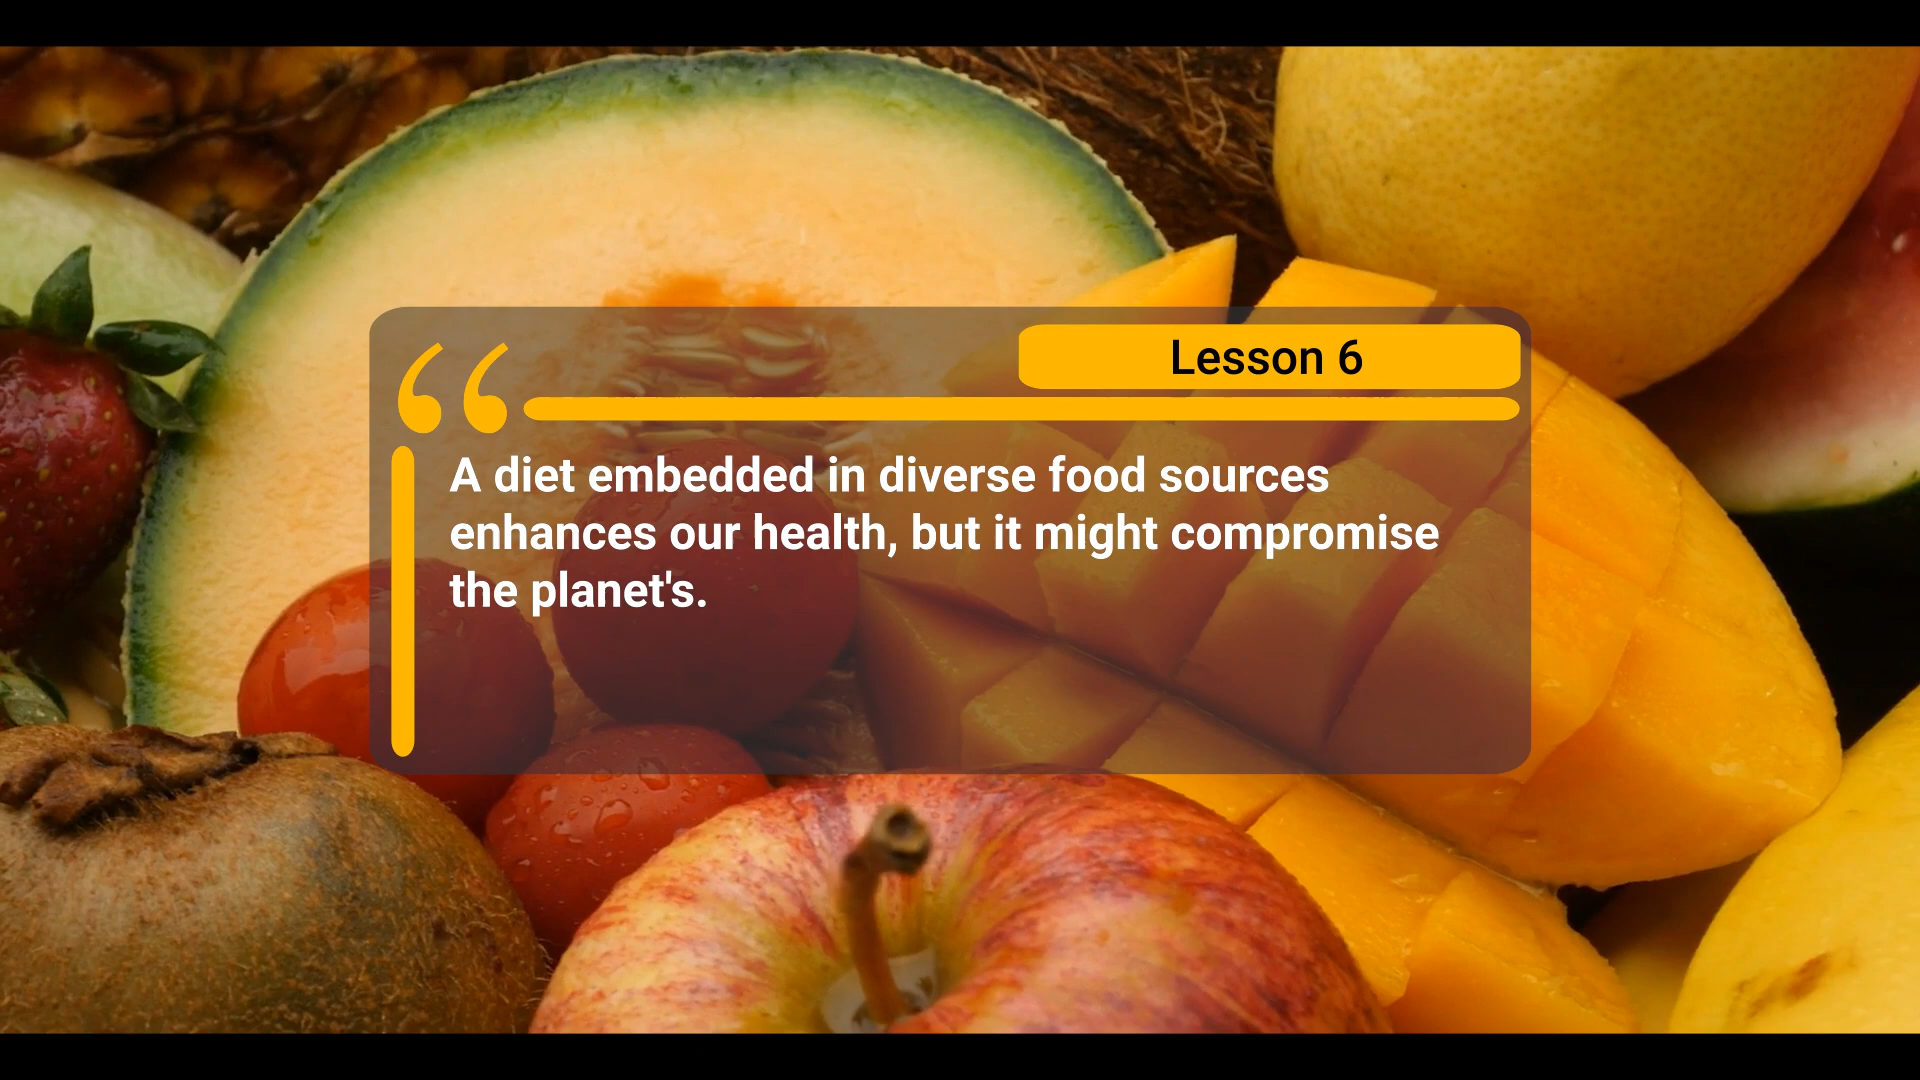 Lesson 6
A diet embedded in diverse food sources
enhances our health, but it might compromise
the planet's.